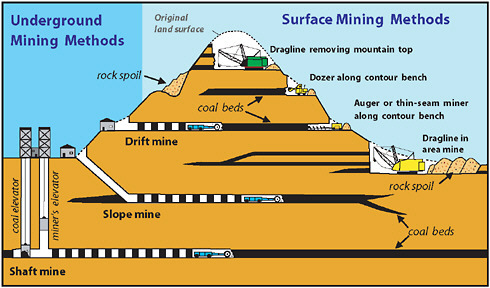 Underground
Mining Methods
Original
land surface
Surface Mining Methods
Dragline removing mountain top
rock spoil
Dozer along contour bench
coal beds
Auger or thin-seam miner
along contour bench
Drift mine
Dragline in
area mine
rock spoil
coal elevator
miner's elevator
Slope mine
coal beds
Shaft mine